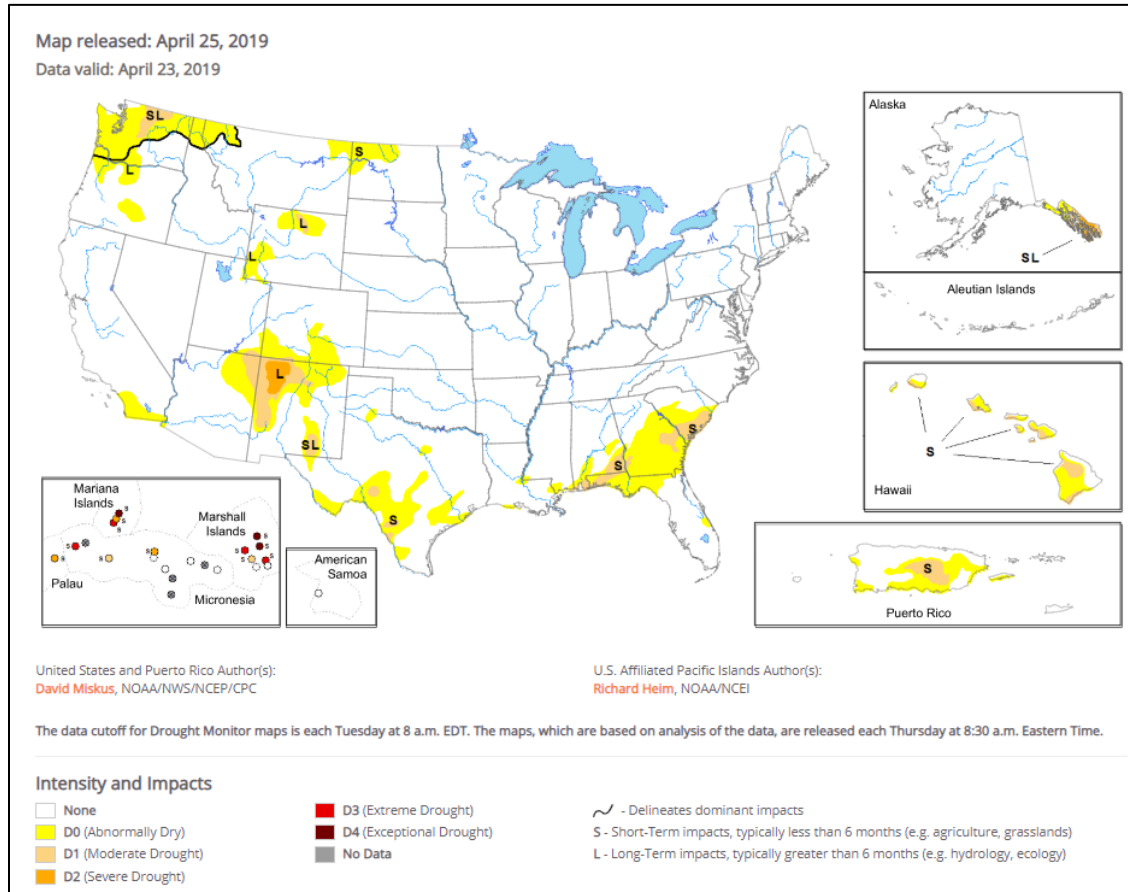 Map released: April 25, 2019
Data valid: April 23, 2019
S L
S
L
L
L
L
S L
S
S
S
Alaska
S L
Aleutian Islands
S
Hawaii
S
Puerto Rico
Mariana
Islands
Marshall
Islands
S
S
S
S
S
S
S
S
S
S
Palau
Micronesia
American
Samoa
United States and Puerto Rico Author(s):
David Miskus, NOAA/NWS/NCEP/CPC
U.S. Affiliated Pacific Islands Author(s):
Richard Heim, NOAA/NCEI
The data cutoff for Drought Monitor maps is each Tuesday at 8 a.m. EDT. The maps, which are based on analysis of the data, are released each Thursday at 8:30 a.m. Eastern Time.
Intensity and Impacts
None
D0 (Abnormally Dry)
D1 (Moderate Drought)
D2 (Severe Drought)
D3 (Extreme Drought)
D4 (Exceptional Drought)
No Data
- Delineates dominant impacts
S - Short-Term impacts, typically less than 6 months (e.g. agriculture, grasslands)
L - Long-Term impacts, typically greater than 6 months (e.g. hydrology, ecology)